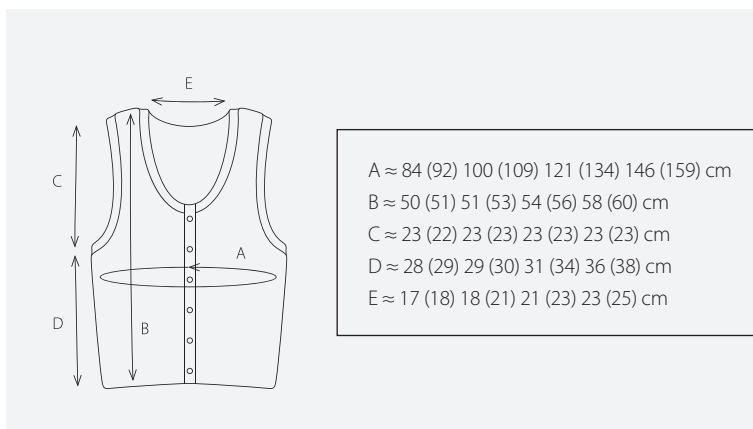 E
C
A
D
B
A ≈ 84 (92) 100 (109) 121 (134) 146 (159) cm
B ≈ 50 (51) 51 (53) 54 (56) 58 (60) cm
C ≈ 23 (22) 23 (23) 23 (23) 23 (23) cm
D ≈ 28 (29) 29 (30) 31 (34) 36 (38) cm
E ≈ 17 (18) 18 (21) 21 (23) 23 (25) cm